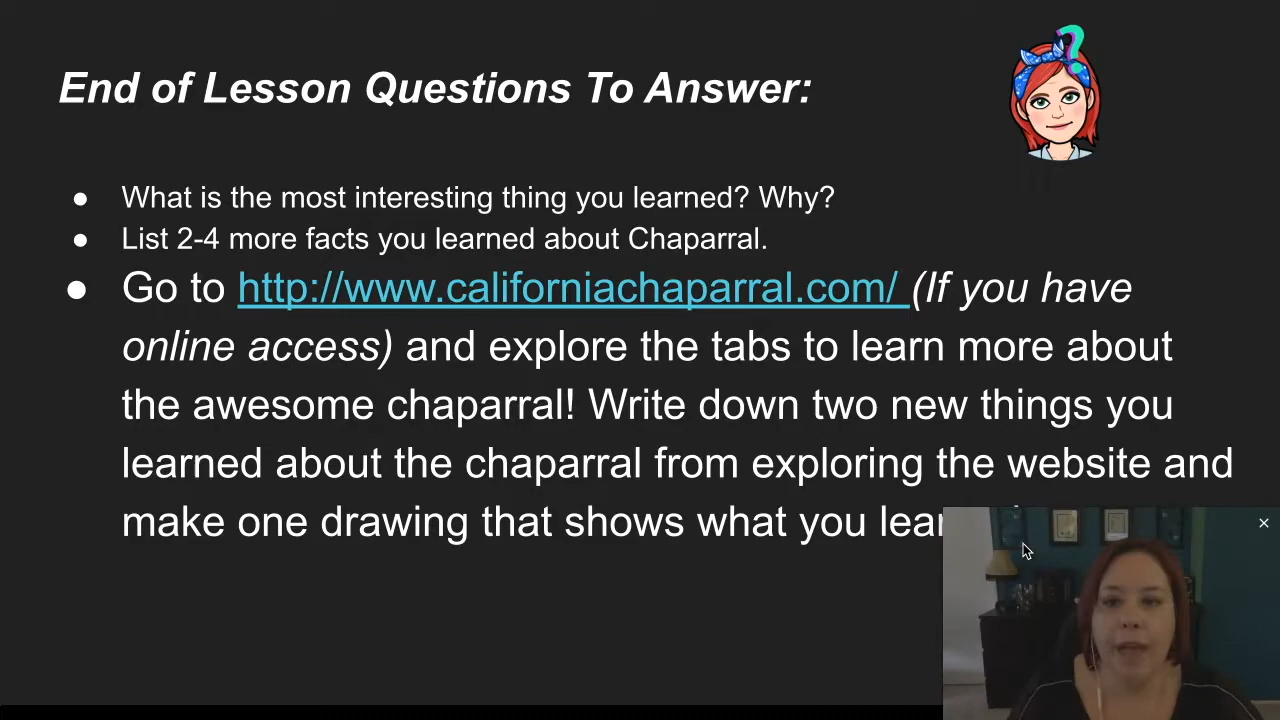 End of Lesson Questions To Answer:
● What is the most interesting thing you learned? Why?
● List 2-4 more facts you learned about Chaparral.
● Go to http://www.californiachaparral.com/ (If you have
online access) and explore the tabs to learn more about
the awesome chaparral! Write down two new things you
learned about the chaparral from exploring the website and
make one drawing that shows what you